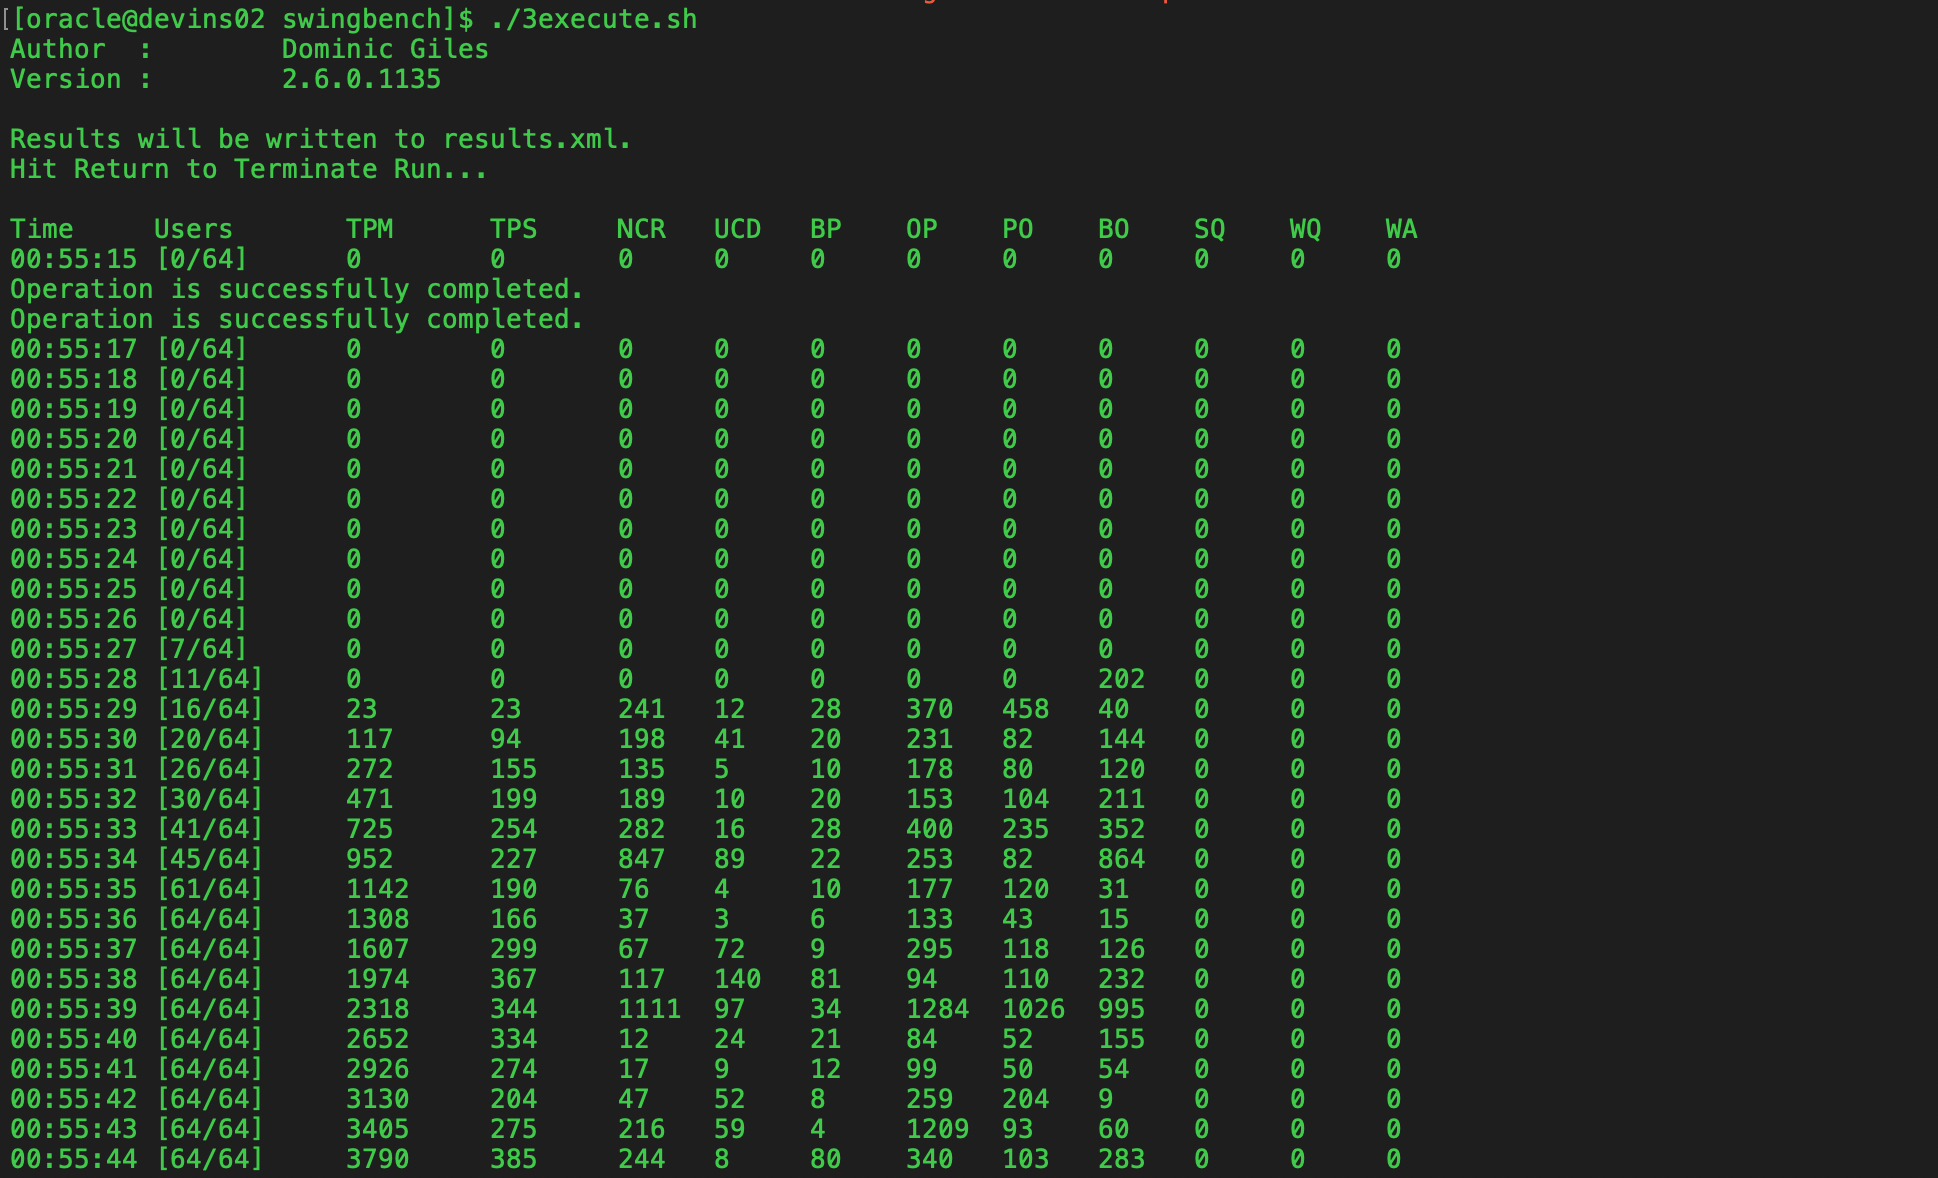 [[oracle@devins02 swingbench]$ ./3execute.sh
Author  :        Dominic Giles
Version :        2.6.0.1135
Results will be written to results.xml.
Hit Return to Terminate Run...
Time     Users       TPM      TPS     NCR   UCD   BP    OP    PO    BO    SQ    WQ    WA
00:55:15 [0/64]      0        0       0     0     0     0     0     0     0     0     0
Operation is successfully completed.
Operation is successfully completed.
00:55:17 [0/64]      0        0       0     0     0     0     0     0     0     0     0
00:55:18 [0/64]      0        0       0     0     0     0     0     0     0     0     0
00:55:19 [0/64]      0        0       0     0     0     0     0     0     0     0     0
00:55:20 [0/64]      0        0       0     0     0     0     0     0     0     0     0
00:55:21 [0/64]      0        0       0     0     0     0     0     0     0     0     0
00:55:22 [0/64]      0        0       0     0     0     0     0     0     0     0     0
00:55:23 [0/64]      0        0       0     0     0     0     0     0     0     0     0
00:55:24 [0/64]      0        0       0     0     0     0     0     0     0     0     0
00:55:25 [0/64]      0        0       0     0     0     0     0     0     0     0     0
00:55:26 [0/64]      0        0       0     0     0     0     0     0     0     0     0
00:55:27 [7/64]      0        0       0     0     0     0     0     0     0     0     0
00:55:28 [11/64]     0        0       0     0     0     0     0     202   0     0     0
00:55:29 [16/64]     23       23      241   12    28    370   458   40    0     0     0
00:55:30 [20/64]     117      94      198   41    20    231   82    144   0     0     0
00:55:31 [26/64]     272      155     135   5     10    178   80    120   0     0     0
00:55:32 [30/64]     471      199     189   10    20    153   104   211   0     0     0
00:55:33 [41/64]     725      254     282   16    28    400   235   352   0     0     0
00:55:34 [45/64]     952      227     847   89    22    253   82    864   0     0     0
00:55:35 [61/64]     1142     190     76    4     10    177   120   31    0     0     0
00:55:36 [64/64]     1308     166     37    3     6     133   43    15    0     0     0
00:55:37 [64/64]     1607     299     67    72    9     295   118   126   0     0     0
00:55:38 [64/64]     1974     367     117   140   81    94    110   232   0     0     0
00:55:39 [64/64]     2318     344     1111  97    34    1284  1026  995   0     0     0
00:55:40 [64/64]     2652     334     12    24    21    84    52    155   0     0     0
00:55:41 [64/64]     2926     274     17    9     12    99    50    54    0     0     0
00:55:42 [64/64]     3130     204     47    52    8     259   204   9     0     0     0
00:55:43 [64/64]     3405     275     216   59    4     1209  93    60    0     0     0
00:55:44 [64/64]     3790     385     244   8     80    340   103   283   0     0     0